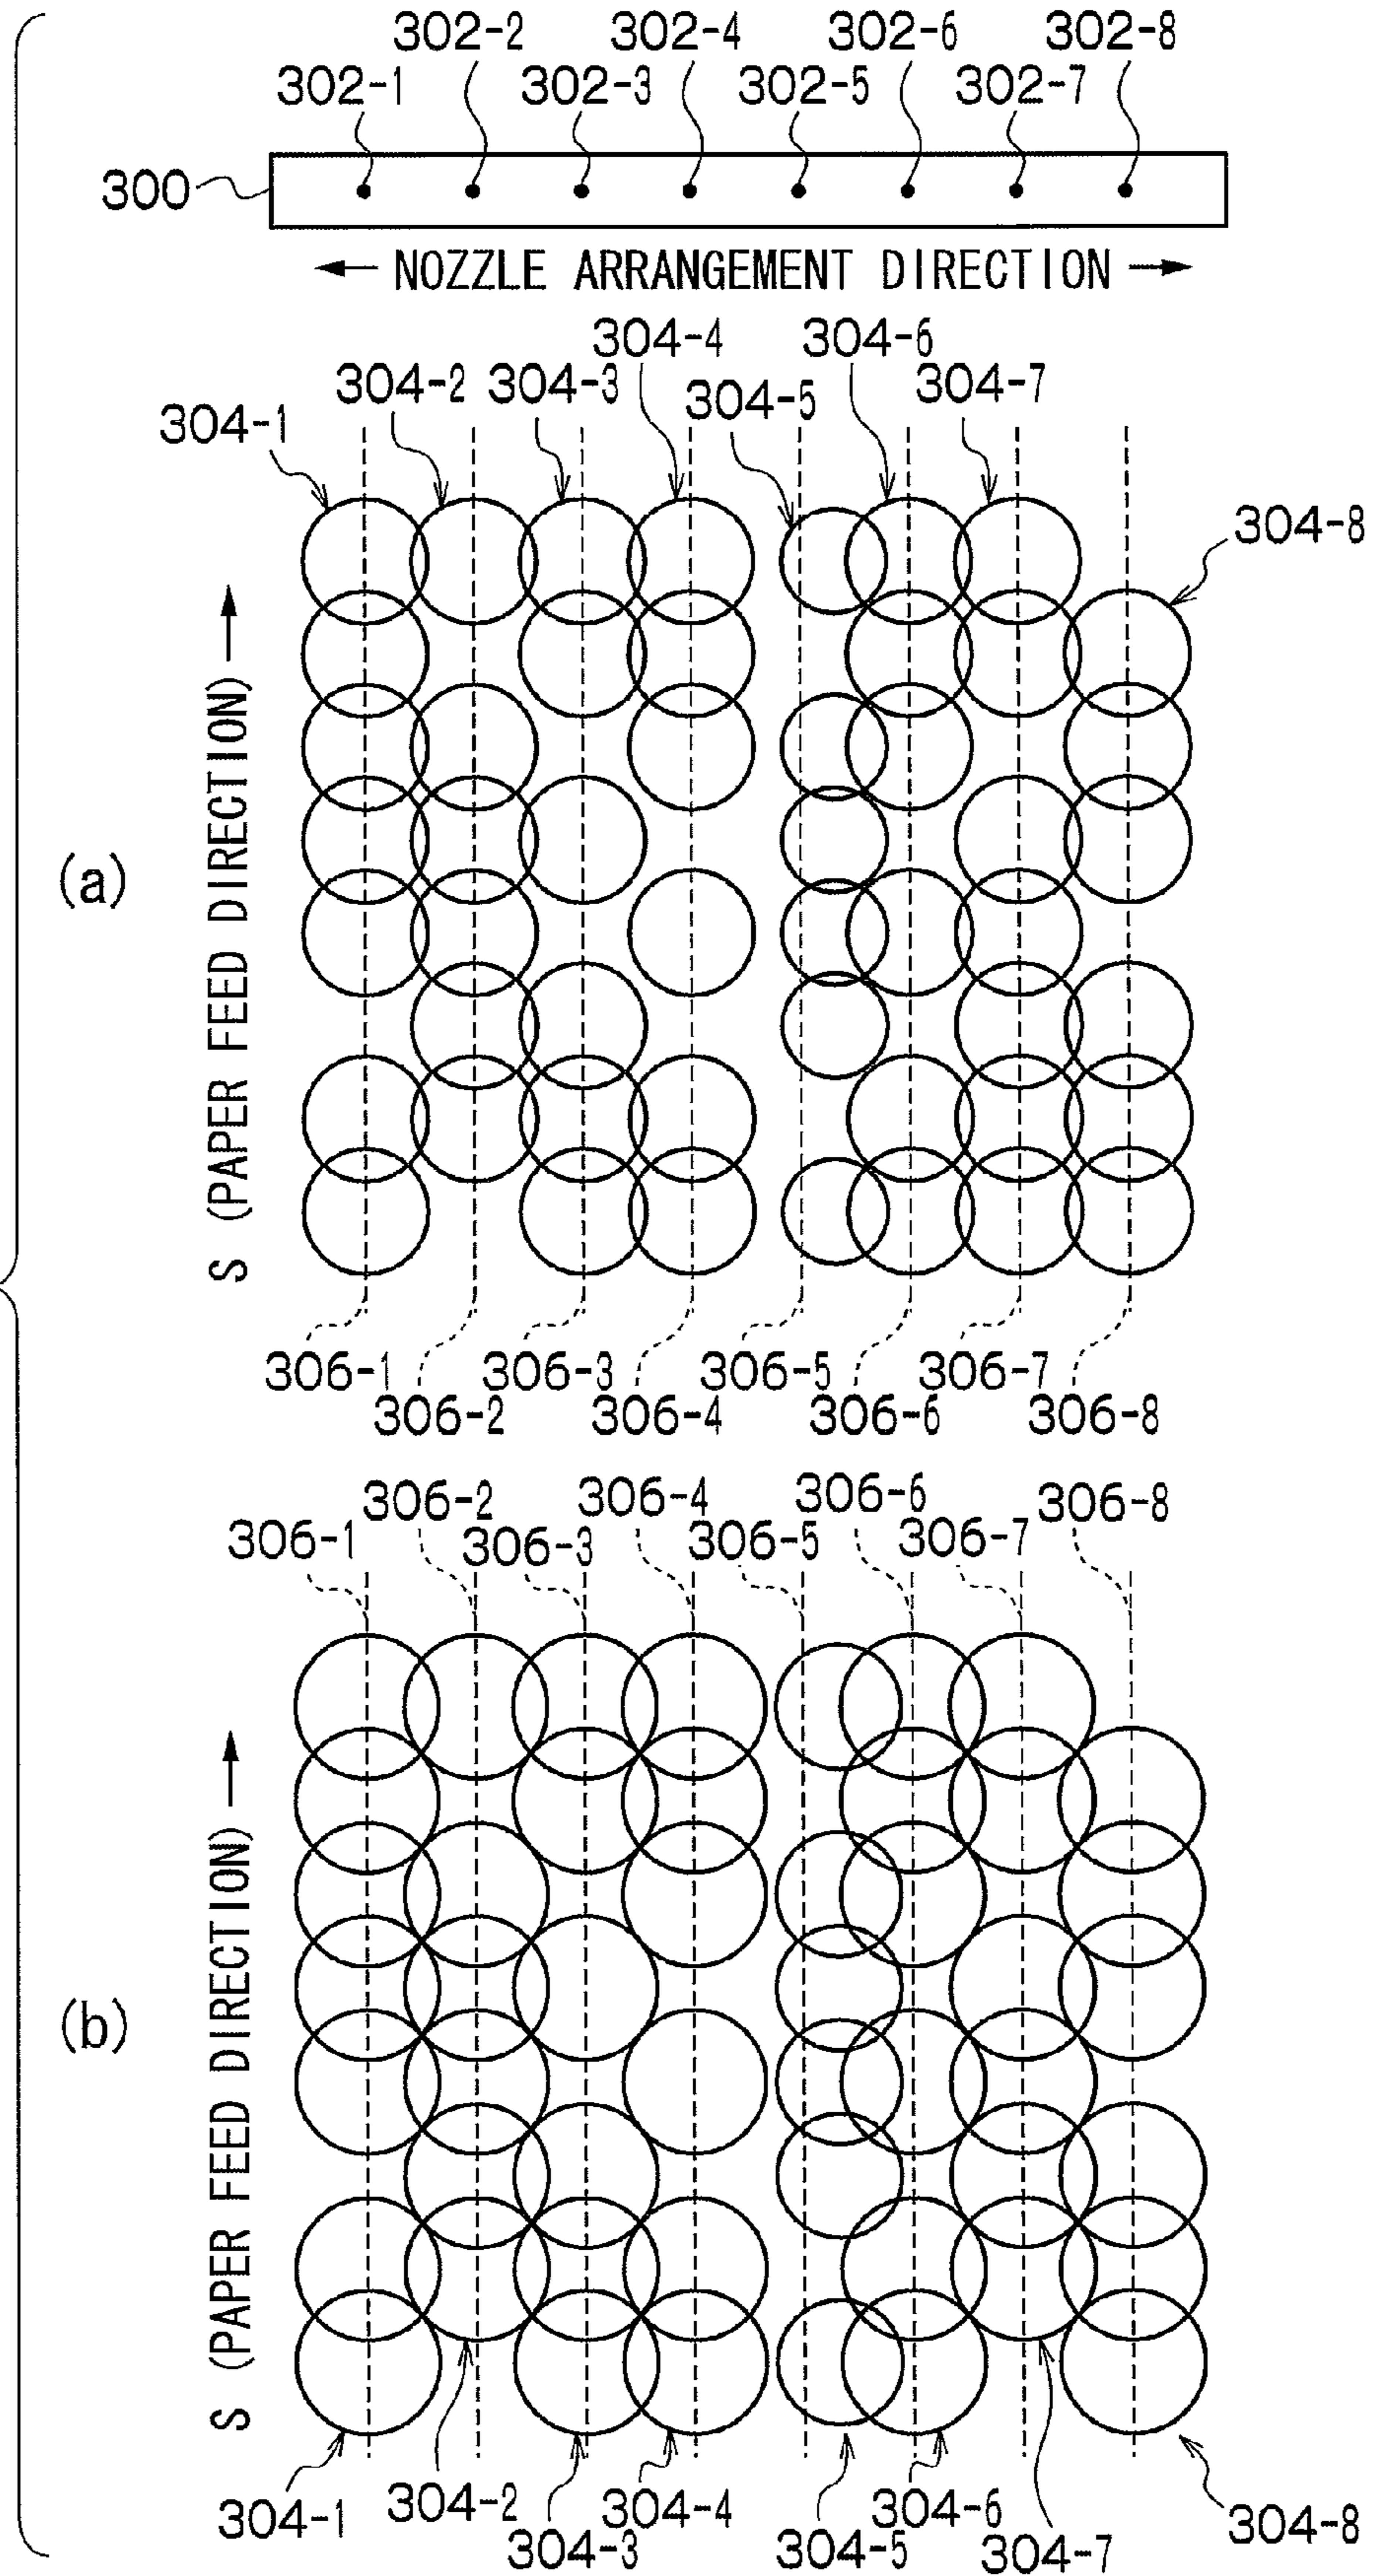 302-2 302-4 302-6 302-8
302-1 302-3 302-5 302-7
300
NOZZLE ARRANGEMENT DIRECTION
304-4 304-6
304-2 304-3 304-5 304-7
304-1
304-8
(a)
S (PAPER FEED DIRECTION)
306-1 306-3 306-5 306-7
306-2 306-4 306-6 306-8
306-2 306-4 306-6 306-8
306-1 306-3 306-5 306-7
(b)
S (PAPER FEED DIRECTION)
304-1 304-2 304-4 304-6 304-8
304-3 304-5 304-7